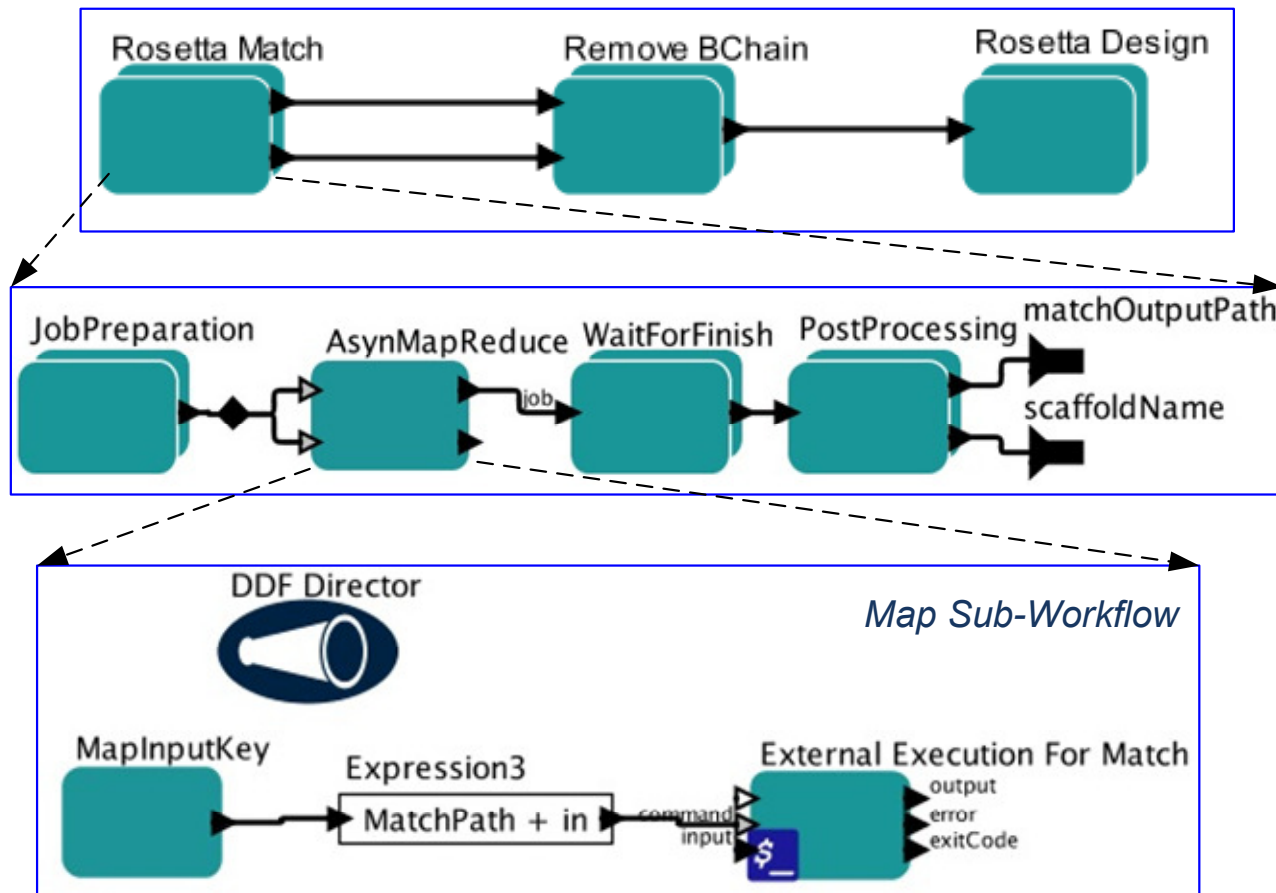 Rosetta Match
Remove BChain
Rosetta Design
JobPreparation
AsynMapReduce
job
WaitForFinish
PostProcessing
matchOutputPath
scaffoldName
DDF Director
Map Sub-Workflow
MapInputKey
Expression3
MatchPath + in
External Execution For Match
command
input
$_
output
error
exitCode